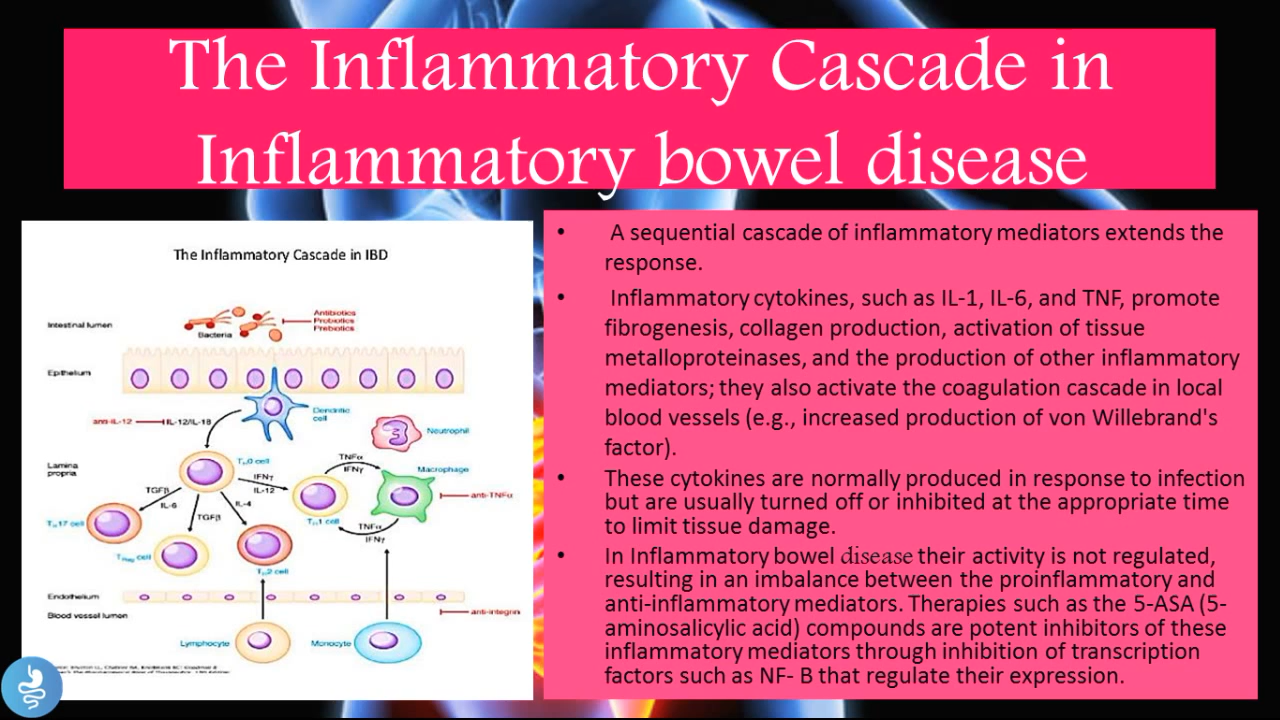 The Inflammatory Cascade in
Inflammatory bowel disease
The Inflammatory Cascade in IBD
Intestinal lumen
Bacteria
Antibiotics
Probiotics
Prebiotics
Epithelium
Dendritic
cell
anti-IL-12
IL-12/IL-18
Neutrophil
Lamina
propria
TH0 cell
TNFα
IFNγ
Macrophage
IFNγ
IL-12
TGFβ
IL-6
TGFβ
IL-4
anti-TNFα
TH17 cell
TH1 cell
TNFα
IFNγ
TReg cell
TH2 cell
Endothelium
Blood vessel lumen
anti-integrin
Lymphocyte
Monocyte
• A sequential cascade of inflammatory mediators extends the
response.
• Inflammatory cytokines, such as IL-1, IL-6, and TNF, promote
fibrogenesis, collagen production, activation of tissue
metalloproteinases, and the production of other inflammatory
mediators; they also activate the coagulation cascade in local
blood vessels (e.g., increased production of von Willebrand's
factor).
• These cytokines are normally produced in response to infection
but are usually turned off or inhibited at the appropriate time
to limit tissue damage.
• In Inflammatory bowel disease their activity is not regulated,
resulting in an imbalance between the proinflammatory and
anti-inflammatory mediators. Therapies such as the 5-ASA (5-
aminosalicylic acid) compounds are potent inhibitors of these
inflammatory mediators through inhibition of transcription
factors such as NF- B that regulate their expression.